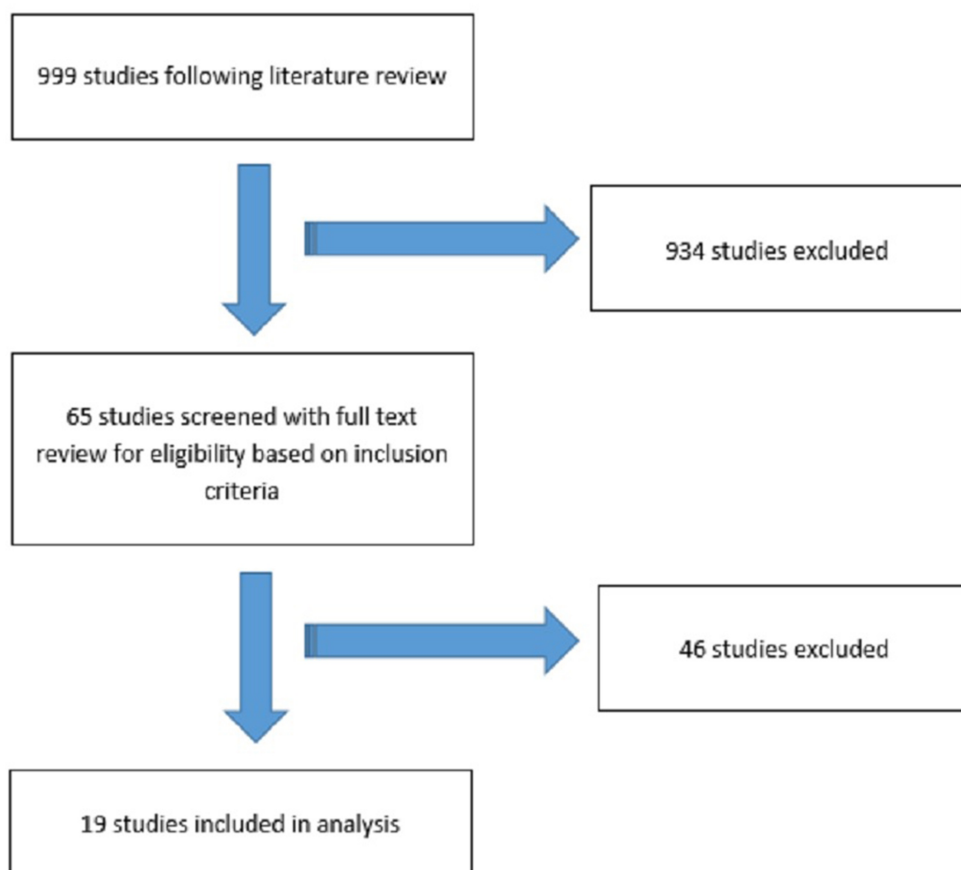 999 studies following literature review
934 studies excluded
65 studies screened with full text
review for eligibility based on inclusion
criteria
46 studies excluded
19 studies included in analysis